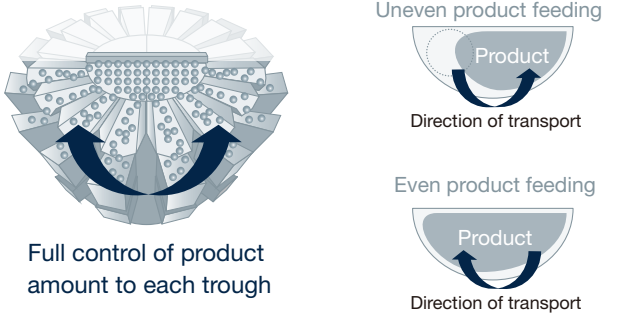 Uneven product feeding
Product
Direction of transport
Even product feeding
Product
Direction of transport
Full control of product
amount to each trough